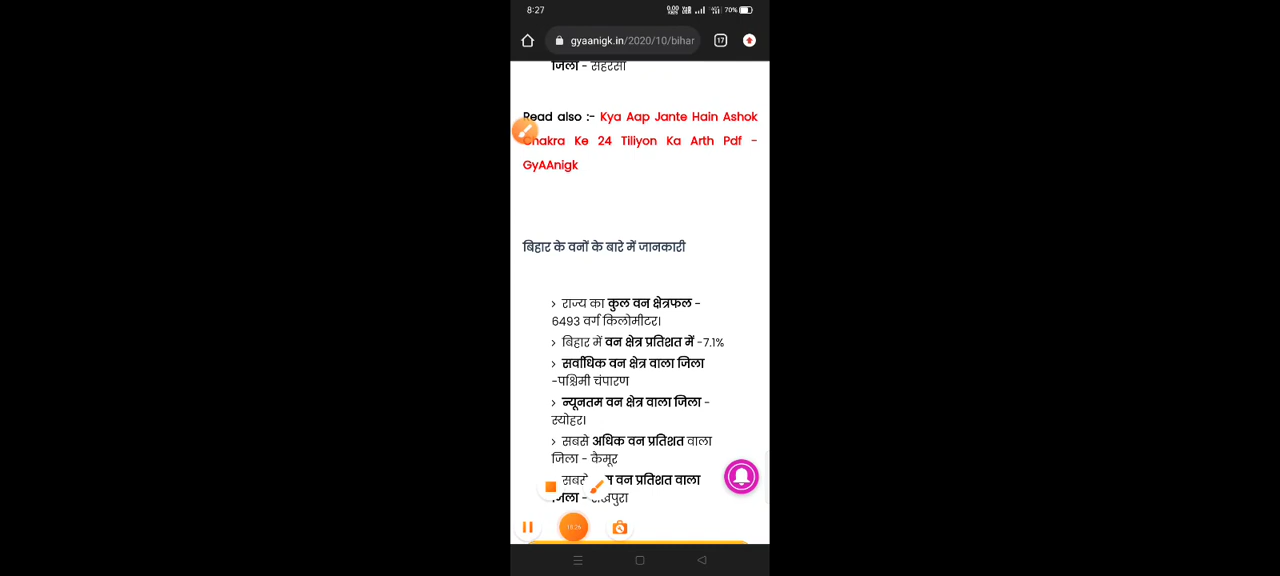 8:27
70%
gyaanigk.in/2020/10/bihar
17
जिला - सहरसा
Read also :- Kya Aap Jante Hain Ashok
Chakra Ke 24 Tiliyon Ka Arth Pdf -
GyAAnigk
बिहार के वनों के बारे में जानकारी
> राज्य का कुल वन क्षेत्रफल -
6493 वर्ग किलोमीटर।
> बिहार में वन क्षेत्र प्रतिशत में -7.1%
> सर्वाधिक वन क्षेत्र वाला जिला
-पश्चिमी चंपारण
> न्यूनतम वन क्षेत्र वाला जिला -
स्योहर।
> सबसे अधिक वन प्रतिशत वाला
जिला - कैमूर
> वन प्रतिशत वाला